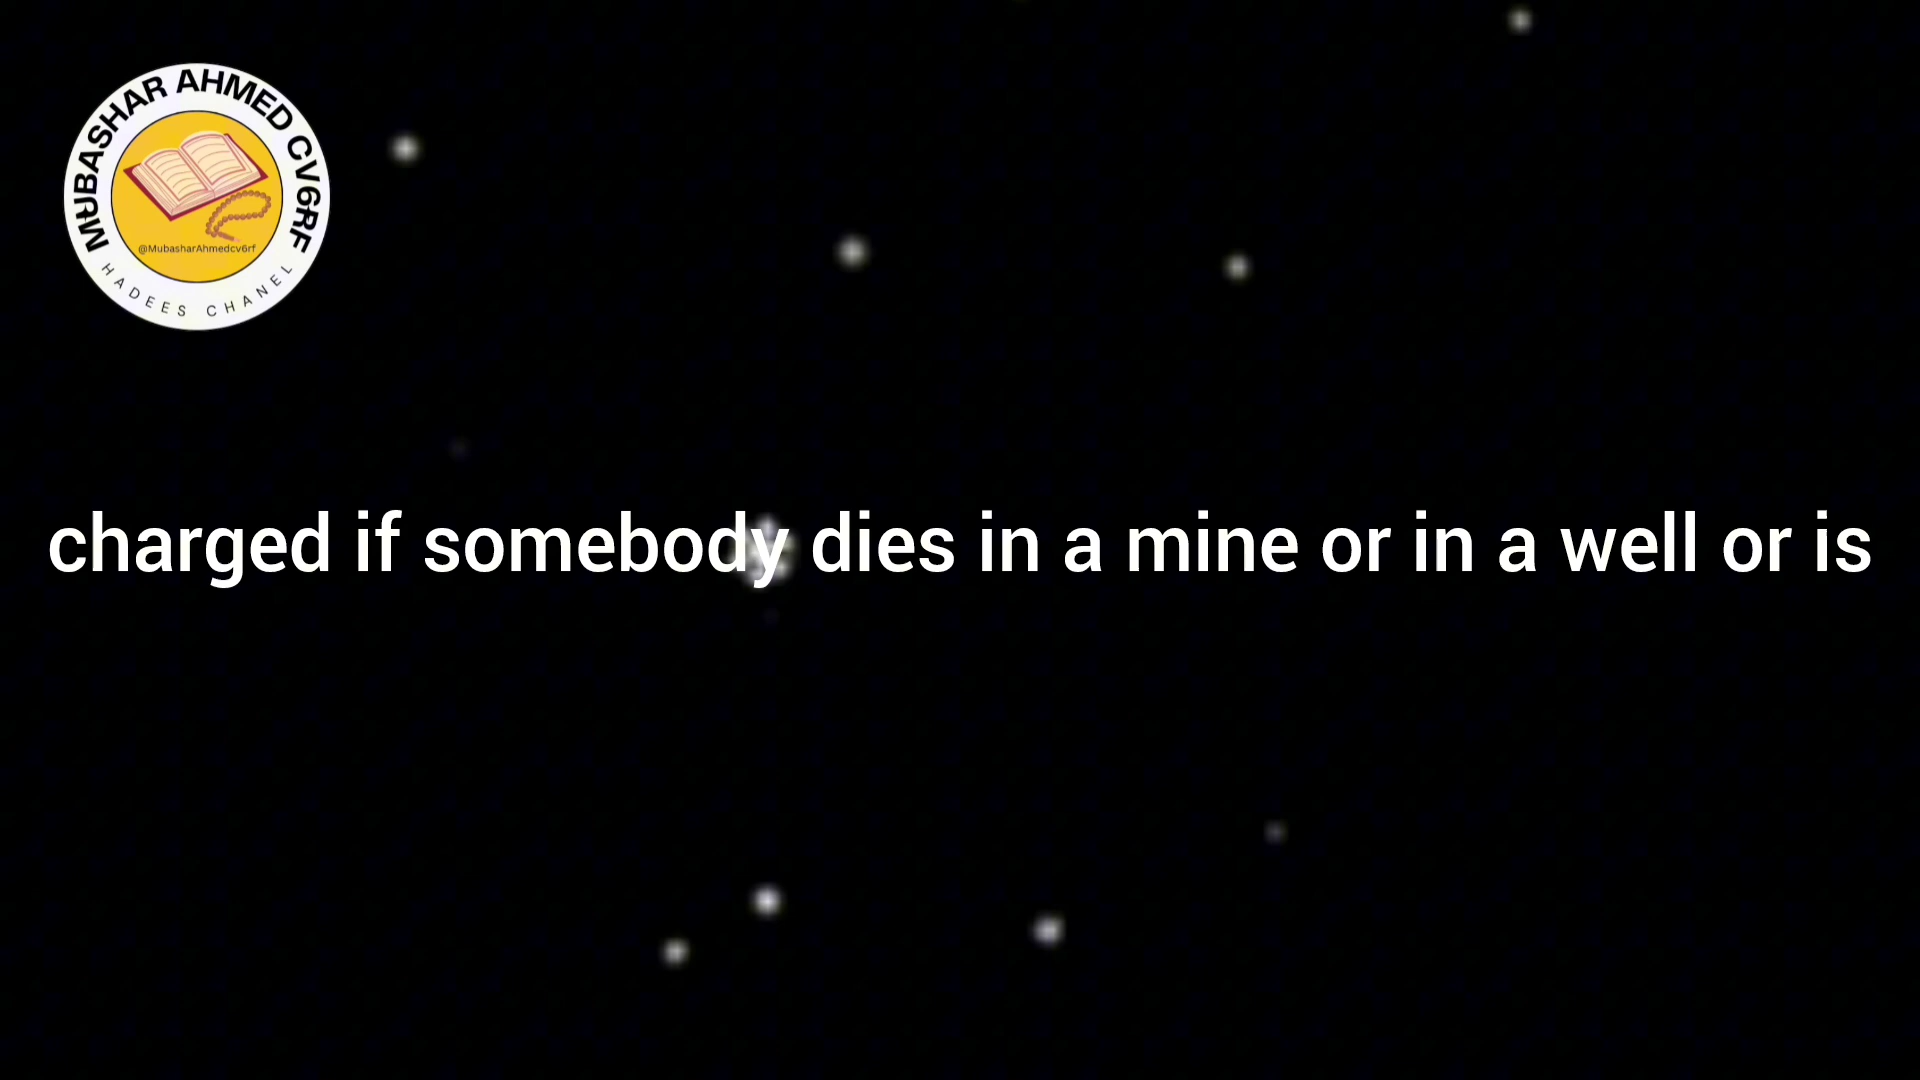 MUBASHAR AHMED CV6RF
@MubasharAhmedcv6rf
HADEES CHANEL
charged if somebody dies in a mine or in a well or is